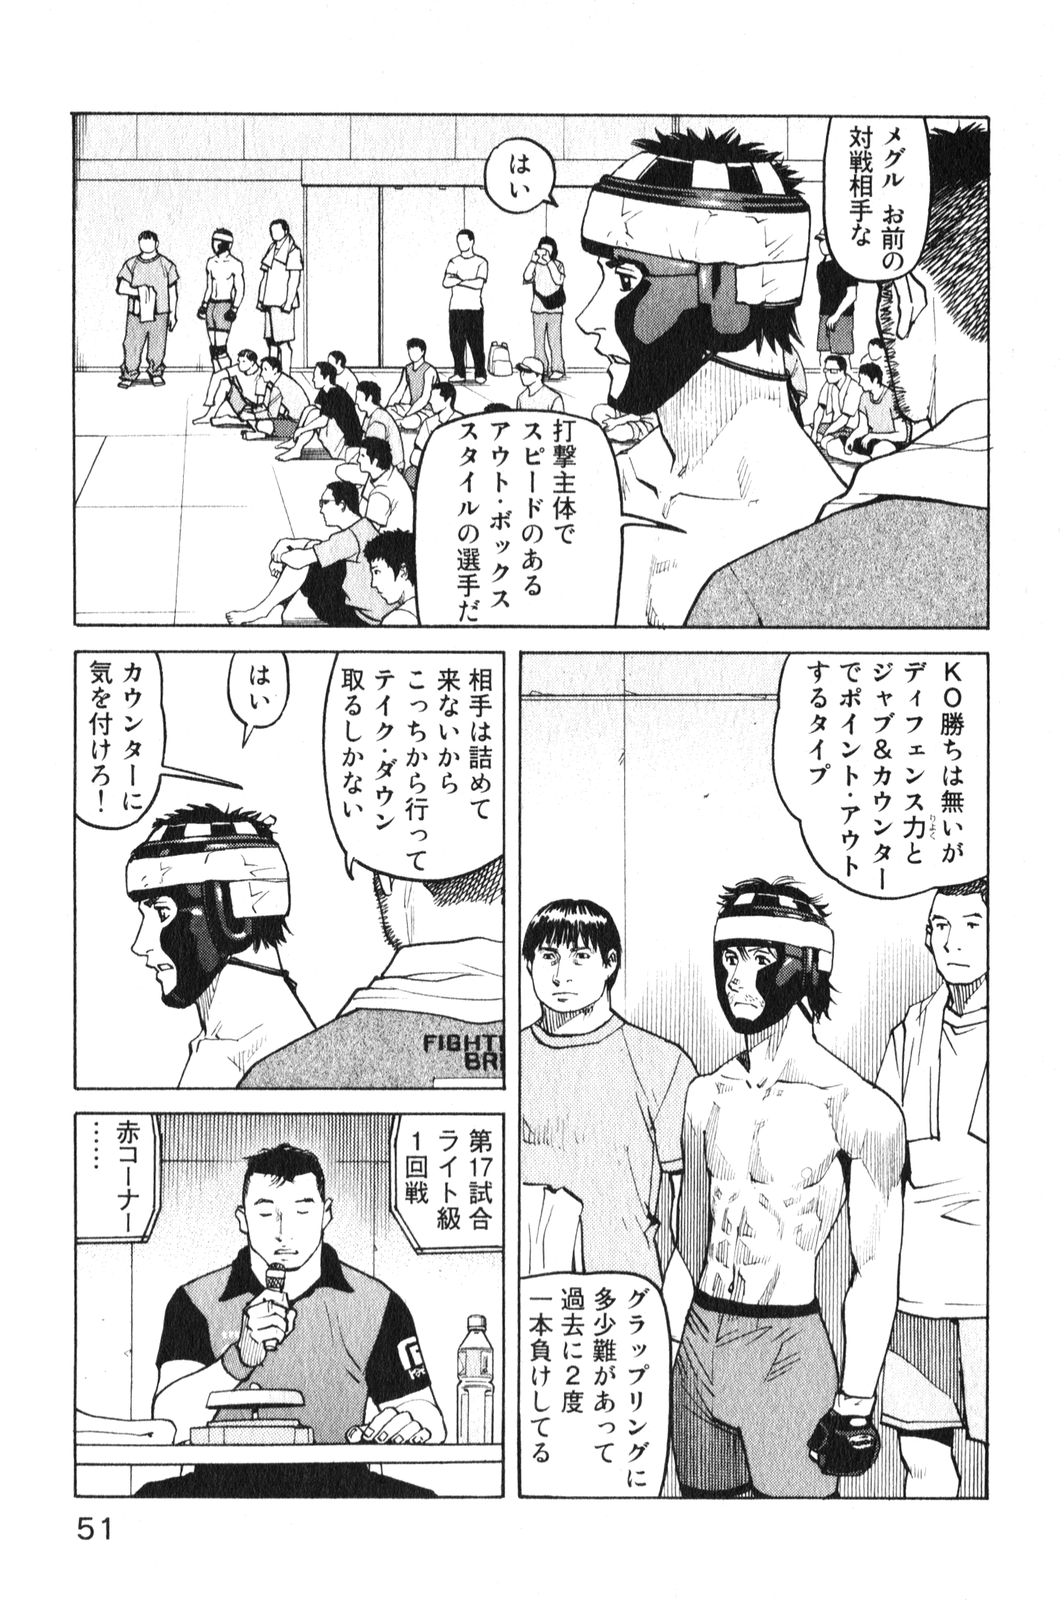 メグル お前の
対戦相手な
はい
打撃主体で
スピードのある
アウト・ボックス
スタイルの選手だ
KO勝ちは無いが
ディフェンス力と
りょく
ジャブ&カウンター
でポイント・アウト
するタイプ
グラップリングに
多少難があって
過去に2度
一本負けしてる
相手は詰めて
来ないから
こっちから行って
テイク・ダウン
取るしかない
はい
カウンターに
気を付けろ!
FIGHT
BR
第17試合
ライト級
1回戦
赤コーナー
……
51